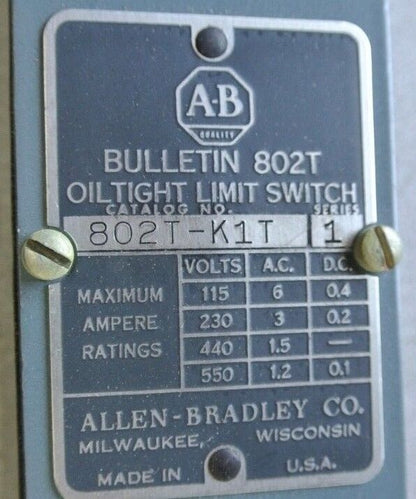 A-B
QUALITY
BULLETIN 802T
OILTIGHT LIMIT SWITCH
CATALOG NO. SERIES
802T-K1T 1
VOLTS A.C. D.C.
MAXIMUM 115 6 0.4
AMPERE 230 3 0.2
RATINGS 440 1.5 —
550 1.2 0.1
ALLEN-BRADLEY CO.
MILWAUKEE, WISCONSIN
MADE IN U.S.A.